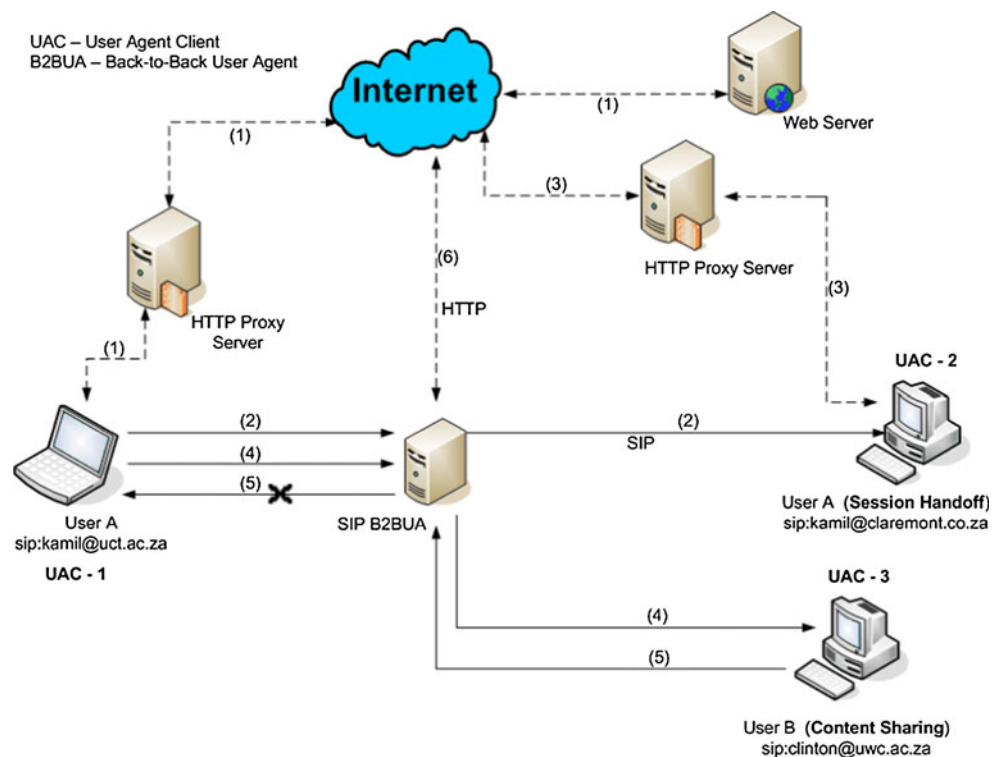 UAC – User Agent Client
B2BUA – Back-to-Back User Agent
Internet
(1)
Web Server
(1)
(3)
HTTP Proxy Server
(6)
HTTP
(3)
HTTP Proxy
Server
(1)
UAC - 2
(2)
(2)
SIP
(4)
(5)
User A
sip:kamil@uct.ac.za
UAC - 1
SIP B2BUA
User A (Session Handoff)
sip:kamil@claremont.co.za
UAC - 3
(4)
(5)
User B (Content Sharing)
sip:clinton@uwc.ac.za